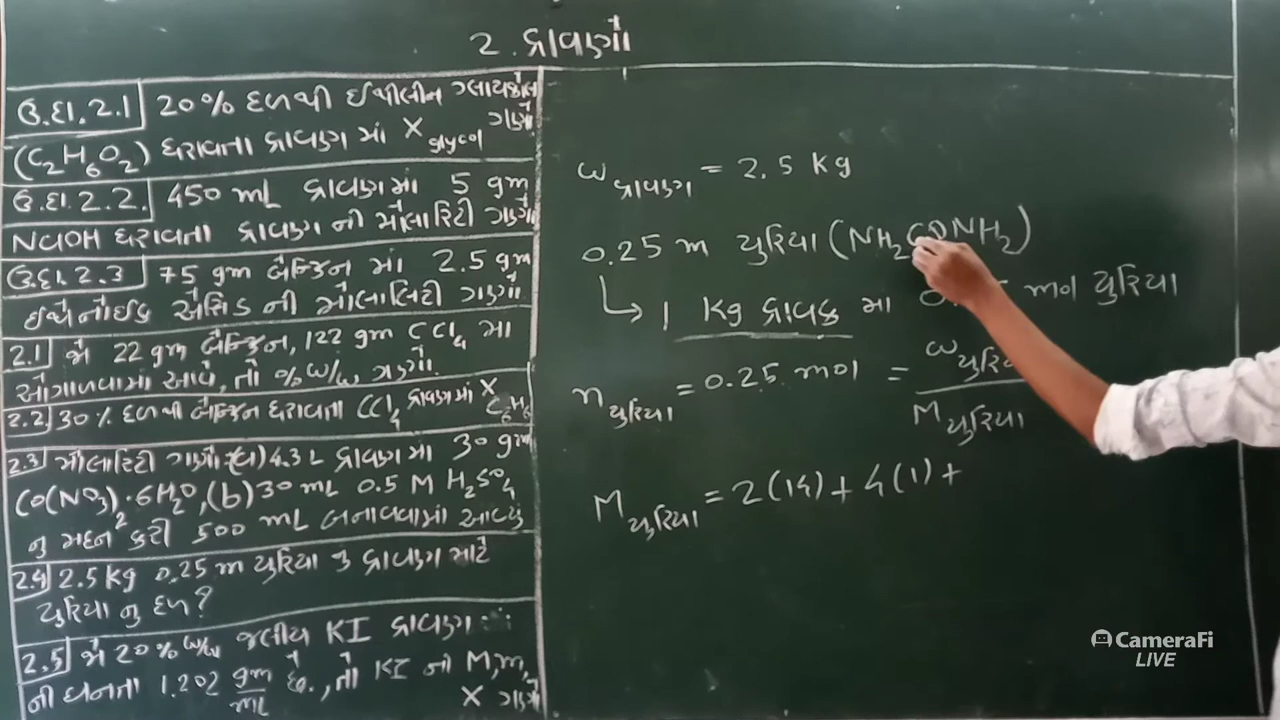 2. દ્રાવણો
ઉ.દા.2.1 20% દળથી ઈથીલીન ગ્લાયકોલ
(C₂H₆O₂) ધરાવતા દ્રાવણ માં X glycol ગણો
ઉ.દા.2.2. 450 mL દ્રાવણમાં 5 gm
NaOH ધરાવતા દ્રાવણ ની મોલારિટી ગણો
ઉ.દા.2.3 75 gm બેન્ઝિન માં 2.5 gm
ઈથેનોઈક એસિડ ની મોલાલિટી ગણો
2.1 જો 22 gm બેન્ઝિન, 122 gm CCl₄ મા
ઓગાળવામા આવે, તો % w/w ગણો.
2.2 30% દળથી બેન્ઝિન ધરાવતા CCl₄ દ્રાવણમાં X C₆H₆
2.3 મોલારિટી ગણો 4.3 L દ્રાવણમા 30 gm
CO(NO₃)₂·6H₂O, (b) 30 mL 0.5 M H₂SO₄
નુ મંદન કરી 500 mL બનાવવામાં આવ્યુ
2.4 2.5 kg 0.25 m યુરિયા નુ દ્રાવણ માટે
યુરિયા નુ દળ?
2.5 જો 20% w/w જલીય KI દ્રાવણ
ની ઘનતા 1.202 gm/mL છે., તો KI ની M, m,
X ગણો
w દ્રાવણ = 2.5 Kg
0.25 m યુરિયા (NH₂CONH₂)
↳ 1 Kg દ્રાવક મા મોલ યુરિયા
n યુરિયા = 0.25 મોલ = w / M યુરિયા
M યુરિયા = 2(14) + 4(1) +
CameraFi
LIVE